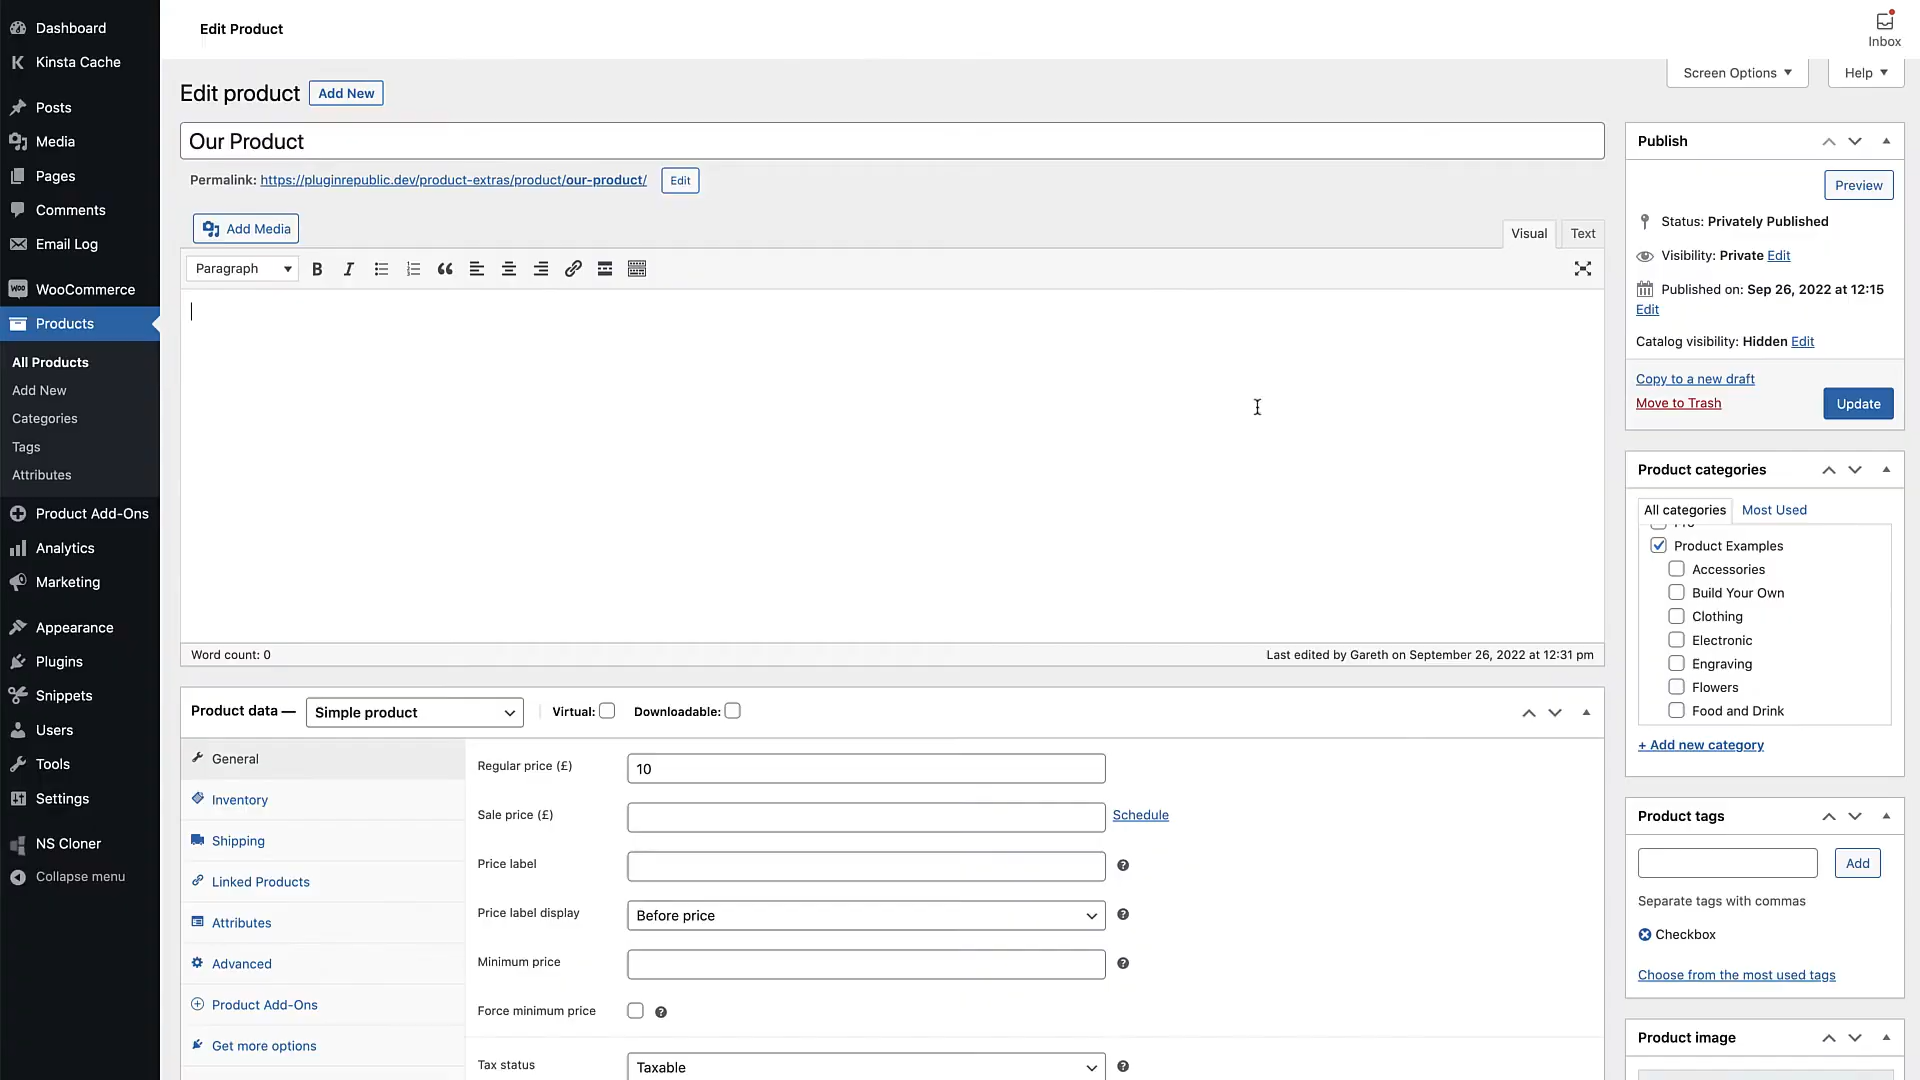 Dashboard
Kinsta Cache
Posts
Media
Pages
Comments
Email Log
WooCommerce
Products
All Products
Add New
Categories
Tags
Attributes
Product Add-Ons
Analytics
Marketing
Appearance
Plugins
Snippets
Users
Tools
Settings
NS Cloner
Collapse menu
Edit Product
Inbox
Screen Options
Help
Edit product
Add New
Our Product
Permalink: https://pluginrepublic.dev/product-extras/product/our-product/ Edit
Add Media
Visual
Text
Paragraph
Word count: 0
Last edited by Gareth on September 26, 2022 at 12:31 pm
Product data —
Simple product
Virtual:
Downloadable:
General
Inventory
Shipping
Linked Products
Attributes
Advanced
Product Add-Ons
Get more options
Regular price (£)
10
Sale price (£)
Schedule
Price label
Price label display
Before price
Minimum price
Force minimum price
Tax status
Taxable
Publish
Preview
Status: Privately Published
Visibility: Private Edit
Published on: Sep 26, 2022 at 12:15
Edit
Catalog visibility: Hidden Edit
Copy to a new draft
Move to Trash
Update
Product categories
All categories
Most Used
Product Examples
Accessories
Build Your Own
Clothing
Electronic
Engraving
Flowers
Food and Drink
+ Add new category
Product tags
Add
Separate tags with commas
Checkbox
Choose from the most used tags
Product image